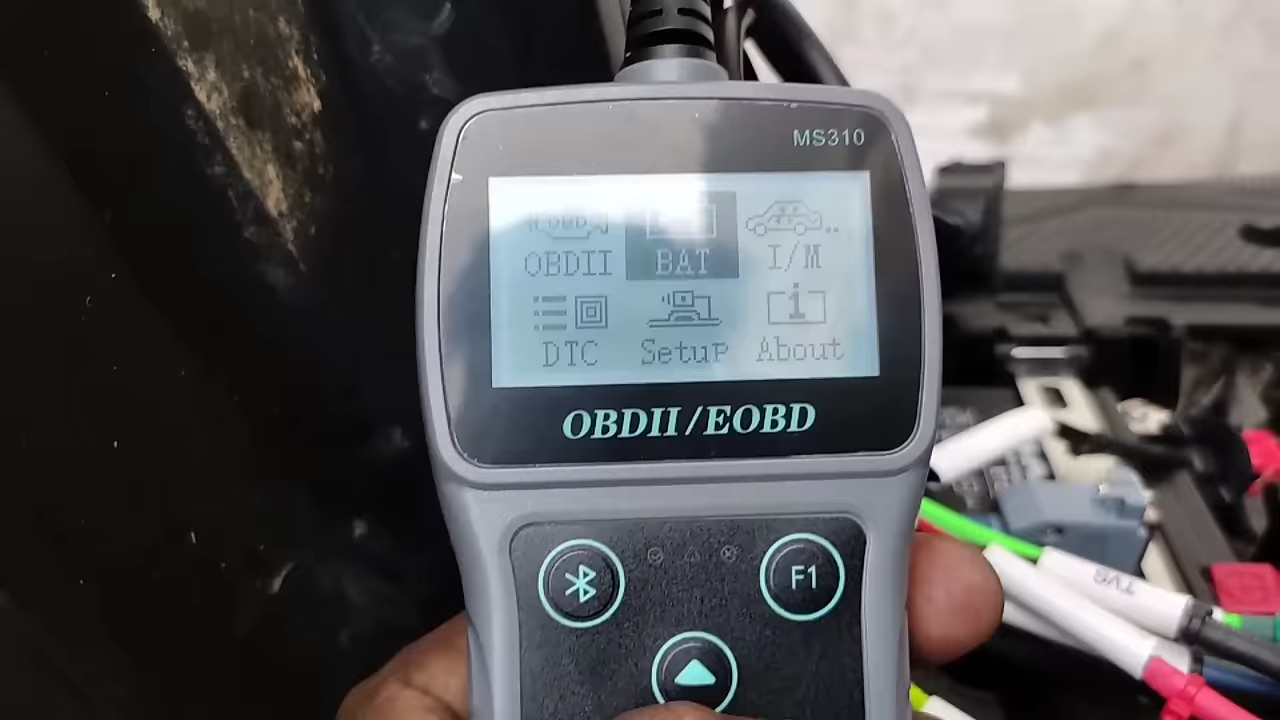 MS310
OBDII BAT I/M
DTC Setup About
OBDII/EOBD
F1
TVS